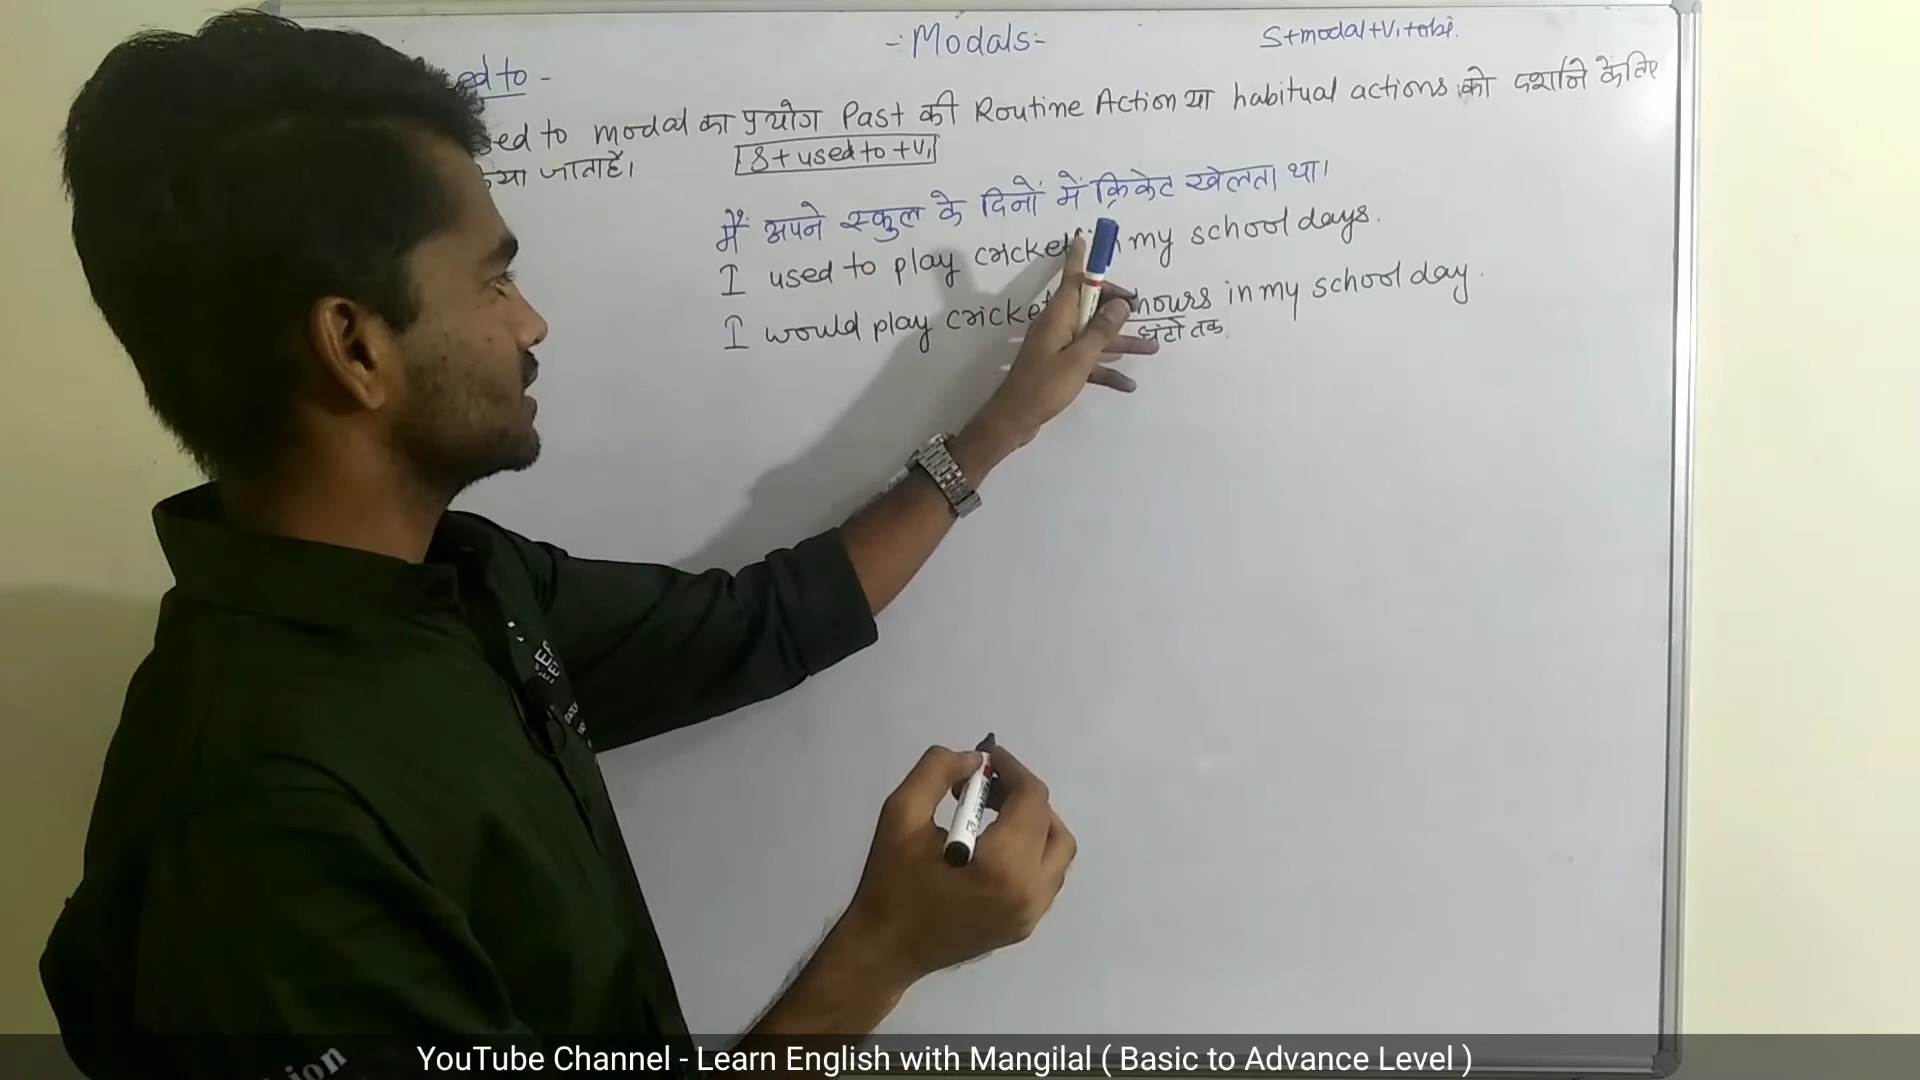 -: Modals:-
S+modal+V₁+obj.
ed to -
sed to modal का प्रयोग Past की Routine Action या habitual actions को दर्शाने के लिए
या जाता है।
S+ used to + V₁
मैं अपने स्कुल के दिनों में क्रिकेट खेलता था।
I used to play cricket my school days.
I would play cricket hours in my school day.
घंटो तक.
ion
YouTube Channel - Learn English with Mangilal ( Basic to Advance Level )